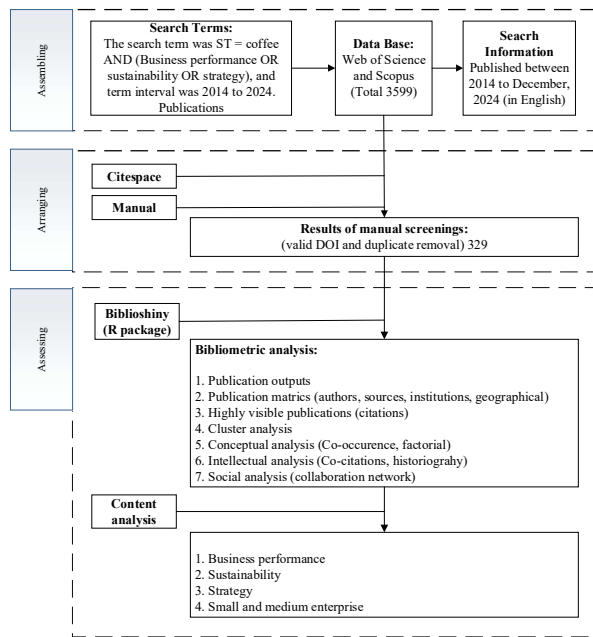 Assembling
Search Terms:
The search term was ST = coffee
AND (Business performance OR
sustainability OR strategy), and
term interval was 2014 to 2024.
Publications
Data Base:
Web of Science
and Scopus
(Total 3599)
Seacrh
Information
Published between
2014 to December,
2024 (in English)
Arranging
Citespace
Manual
Results of manual screenings:
(valid DOI and duplicate removal) 329
Assessing
Biblioshiny
(R package)
Bibliometric analysis:
1. Publication outputs
2. Publication matrics (authors, sources, institutions, geographical)
3. Highly visible publications (citations)
4. Cluster analysis
5. Conceptual analysis (Co-occurence, factorial)
6. Intellectual analysis (Co-citations, historiograhy)
7. Social analysis (collaboration network)
Content
analysis
1. Business performance
2. Sustainability
3. Strategy
4. Small and medium enterprise